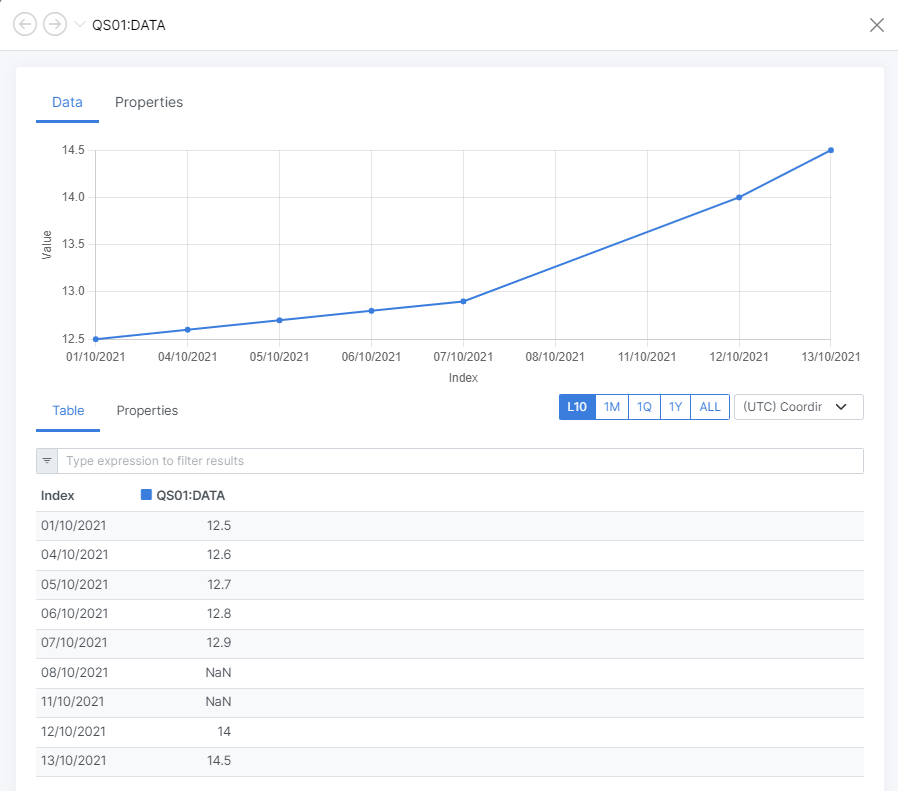 QS01:DATA
Data Properties
14.5
14.0
13.5
13.0
12.5
Value
01/10/2021 04/10/2021 05/10/2021 06/10/2021 07/10/2021 08/10/2021 11/10/2021 12/10/2021 13/10/2021
Index
Table Properties L10 1M 1Q 1Y ALL (UTC) Coordir
Type expression to filter results
Index QS01:DATA
01/10/2021 12.5
04/10/2021 12.6
05/10/2021 12.7
06/10/2021 12.8
07/10/2021 12.9
08/10/2021 NaN
11/10/2021 NaN
12/10/2021 14
13/10/2021 14.5